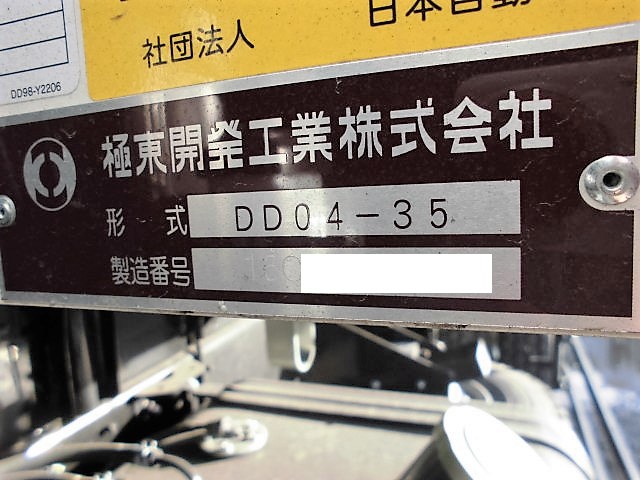 日本自動
社団法人
DD98-Y2206
極東開発工業株式会社
形 式 DD04-35
製造番号